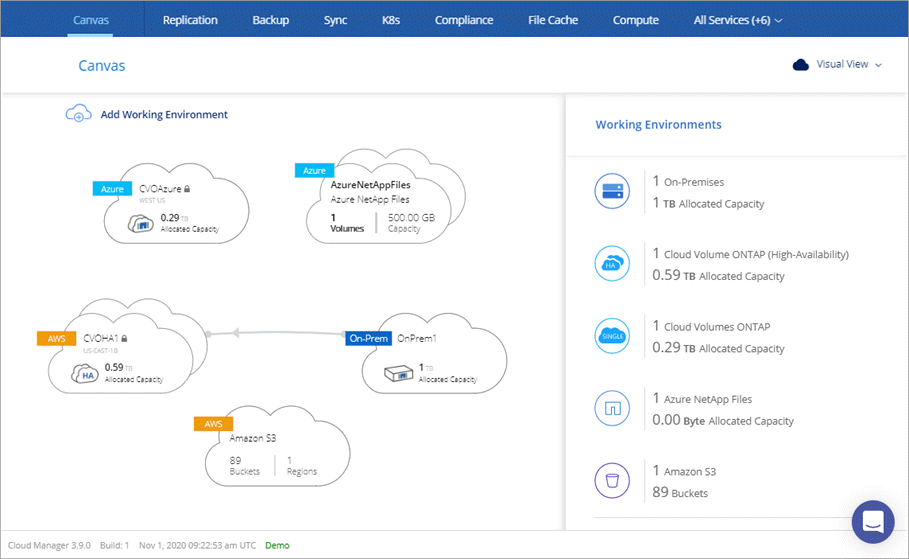 Canvas Replication Backup Sync K8s Compliance File Cache Compute All Services (+6)
Canvas
Visual View
Add Working Environment
Azure
CVOAzure
WEST US
0.29 TB
Allocated Capacity
Azure
AzureNetAppFiles
Azure NetApp Files
1 500.00 GB
Volumes Capacity
AWS
CVOHA1
US-EAST-1B
HA
0.59 TB
Allocated Capacity
On-Prem
OnPrem1
1 TB
Allocated Capacity
AWS
Amazon S3
89 1
Buckets Regions
Working Environments
1 On-Premises
1 TB Allocated Capacity
HA
1 Cloud Volume ONTAP (High-Availability)
0.59 TB Allocated Capacity
SINGLE
1 Cloud Volumes ONTAP
0.29 TB Allocated Capacity
1 Azure NetApp Files
0.00 Byte Allocated Capacity
1 Amazon S3
89 Buckets
Cloud Manager 3.9.0 Build: 1 Nov 1, 2020 09:22:53 am UTC Demo